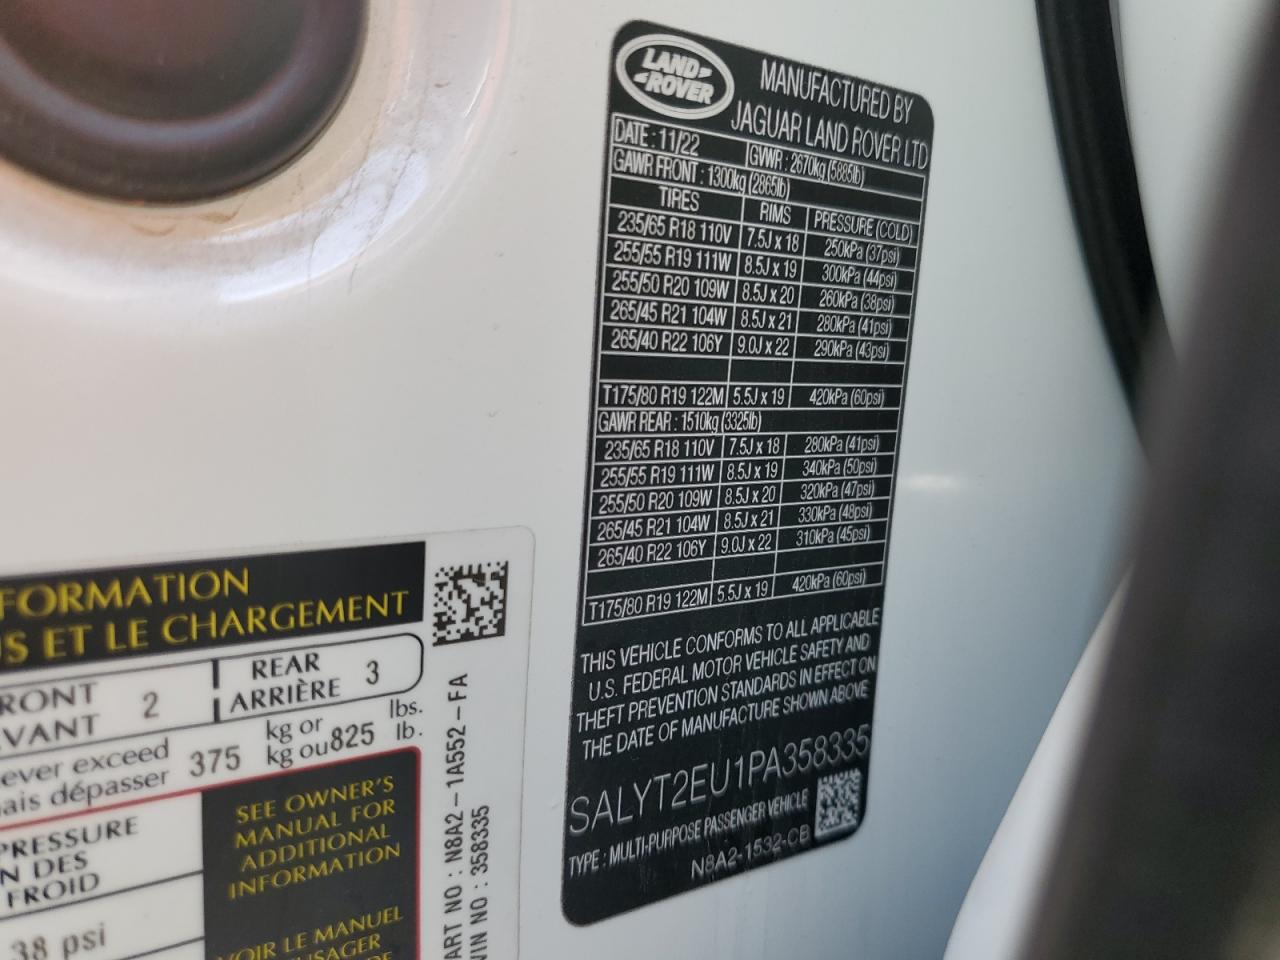 LAND
ROVER
MANUFACTURED BY
JAGUAR LAND ROVER LTD
DATE : 11/22 GVWR : 2670kg (5885lb)
GAWR FRONT : 1300kg (2865lb)
TIRES RIMS PRESSURE (COLD)
235/65 R18 110V 7.5J x 18 250kPa (37psi)
255/55 R19 111W 8.5J x 19 300kPa (44psi)
255/50 R20 109W 8.5J x 20 260kPa (38psi)
265/45 R21 104W 8.5J x 21 280kPa (41psi)
265/40 R22 106Y 9.0J x 22 290kPa (43psi)
T175/80 R19 122M 5.5J x 19 420kPa (60psi)
GAWR REAR : 1510kg (3325lb)
235/65 R18 110V 7.5J x 18 280kPa (41psi)
255/55 R19 111W 8.5J x 19 340kPa (50psi)
255/50 R20 109W 8.5J x 20 320kPa (47psi)
265/45 R21 104W 8.5J x 21 330kPa (48psi)
265/40 R22 106Y 9.0J x 22 310kPa (45psi)
T175/80 R19 122M 5.5J x 19 420kPa (60psi)
THIS VEHICLE CONFORMS TO ALL APPLICABLE
U.S. FEDERAL MOTOR VEHICLE SAFETY AND
THEFT PREVENTION STANDARDS IN EFFECT ON
THE DATE OF MANUFACTURE SHOWN ABOVE
SALYT2EU1PA358335
TYPE : MULTI-PURPOSE PASSENGER VEHICLE
N8A2-1532-CB
FORMATION
US ET LE CHARGEMENT
RONT
VANT 2
REAR
ARRIÈRE 3
ever exceed
mais dépasser 375 kg or
kg ou 825 lbs.
lb.
PRESSURE
N DES
FROID
38 psi
SEE OWNER'S
MANUAL FOR
ADDITIONAL
INFORMATION
VOIR LE MANUEL
USAGER
DE
ART NO : N8A2-1A552-FA
VIN NO : 358335